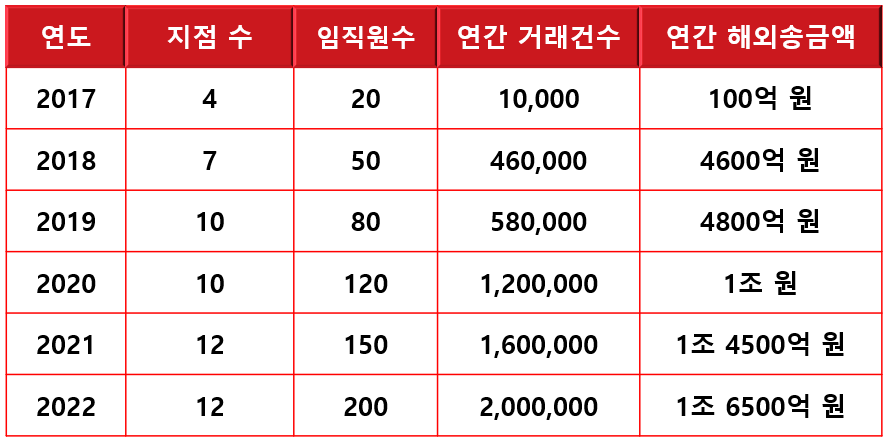 연도 지점 수 임직원수 연간 거래건수 연간 해외송금액
2017 4 20 10,000 100억 원
2018 7 50 460,000 4600억 원
2019 10 80 580,000 4800억 원
2020 10 120 1,200,000 1조 원
2021 12 150 1,600,000 1조 4500억 원
2022 12 200 2,000,000 1조 6500억 원